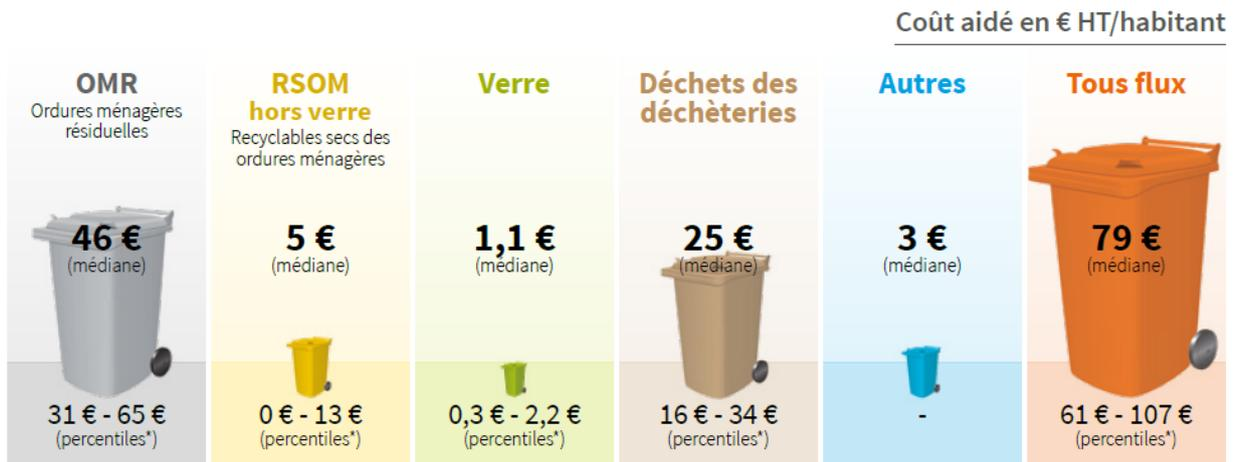 Coût aidé en € HT/habitant
OMR
Ordures ménagères
résiduelles
46 €
(médiane)
31 € - 65 €
(percentiles*)
RSOM
hors verre
Recyclables secs des
ordures ménagères
5 €
(médiane)
0 € - 13 €
(percentiles*)
Verre
1,1 €
(médiane)
0,3 € - 2,2 €
(percentiles*)
Déchets des
déchèteries
25 €
(médiane)
16 € - 34 €
(percentiles*)
Autres
3 €
(médiane)
-
Tous flux
79 €
(médiane)
61 € - 107 €
(percentiles*)